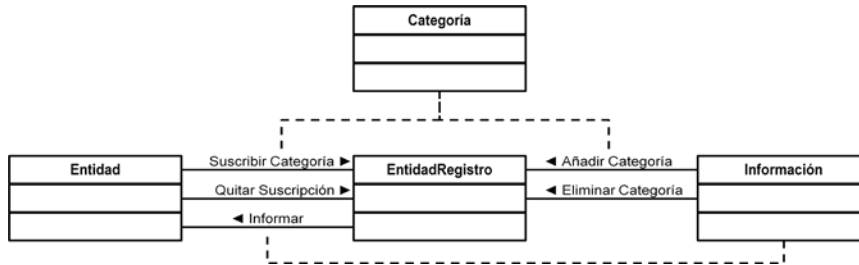 Categoría
Entidad
Suscribir Categoría ►
EntidadRegistro
◄ Añadir Categoría
Información
Quitar Suscripción ►
◄ Eliminar Categoría
◄ Informar